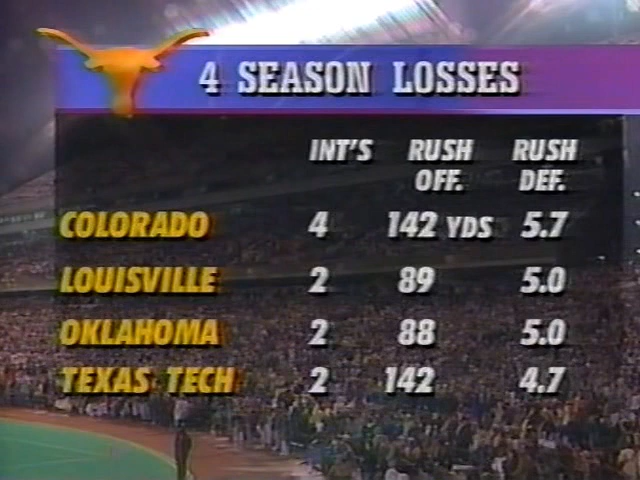 4 SEASON LOSSES
INT'S RUSH OFF. RUSH DEF.
COLORADO 4 142 YDS 5.7
LOUISVILLE 2 89 5.0
OKLAHOMA 2 88 5.0
TEXAS TECH 2 142 4.7